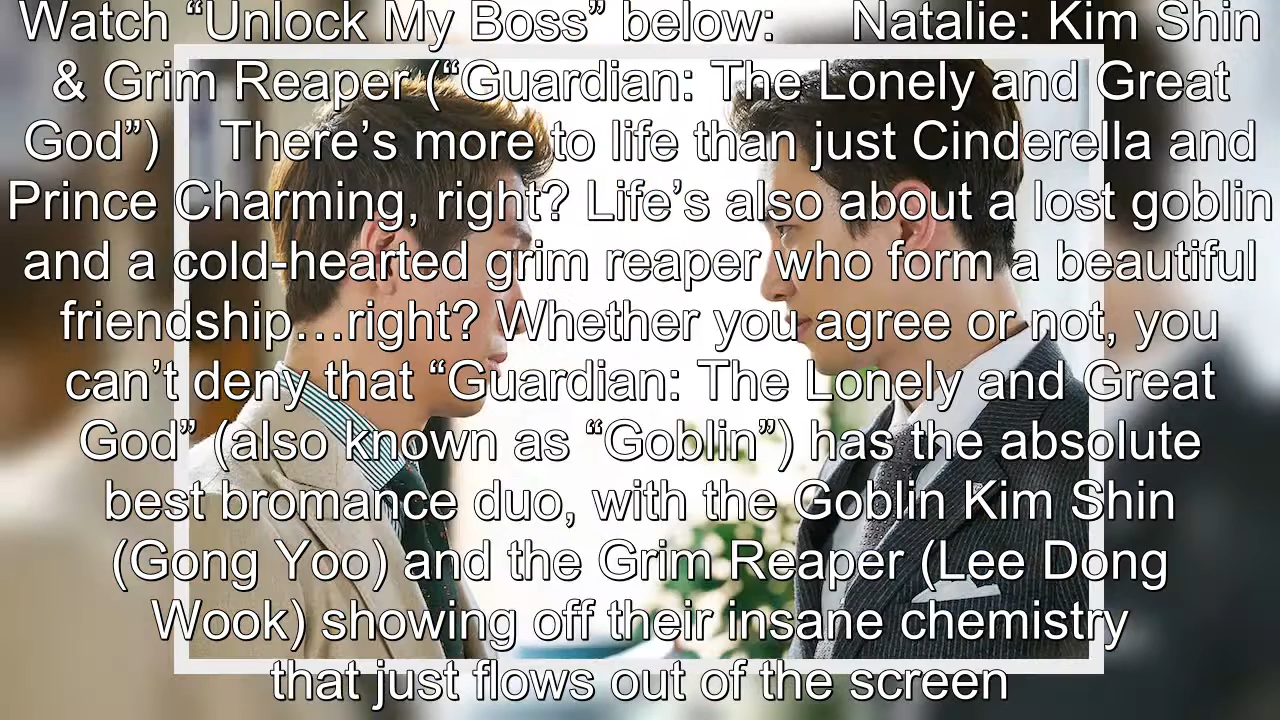 Watch “Unlock My Boss” below:     Natalie: Kim Shin
& Grim Reaper (“Guardian: The Lonely and Great
God”)    There’s more to life than just Cinderella and
Prince Charming, right? Life’s also about a lost goblin
and a cold-hearted grim reaper who form a beautiful
friendship…right? Whether you agree or not, you
can’t deny that “Guardian: The Lonely and Great
God” (also known as “Goblin”) has the absolute
best bromance duo, with the Goblin Kim Shin
(Gong Yoo) and the Grim Reaper (Lee Dong
Wook) showing off their insane chemistry
that just flows out of the screen